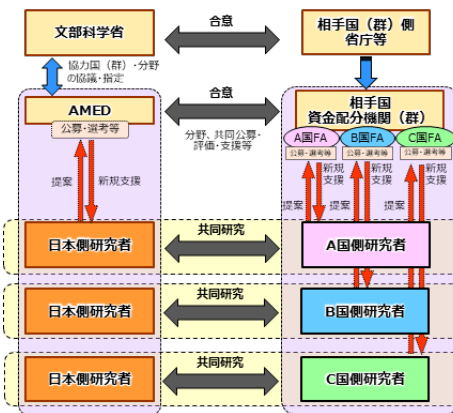 文部科学省
合意
相手国（群）側
省庁等
協力国（群）・分野
の協議・指定
AMED
公募・選考等
合意
分野、共同公募・
評価・支援等
相手国
資金配分機関（群）
A国FA
B国FA
C国FA
公募・選考等
公募・選考等
公募・選考等
提案
新規支援
提案
新規
支援
提案
新規
支援
提案
新規
支援
日本側研究者
共同研究
A国側研究者
日本側研究者
共同研究
B国側研究者
日本側研究者
共同研究
C国側研究者